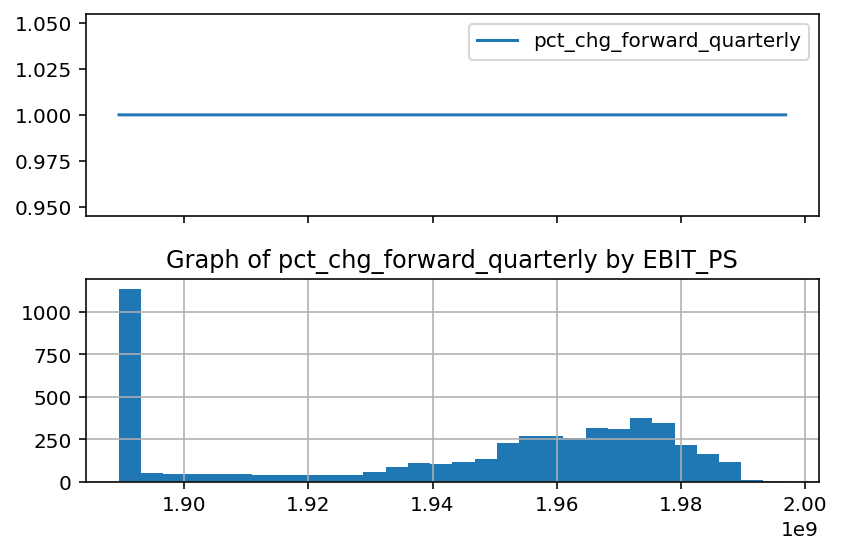 1.050
1.025
1.000
0.975
0.950
pct_chg_forward_quarterly
Graph of pct_chg_forward_quarterly by EBIT_PS
1000
750
500
250
0
1.90 1.92 1.94 1.96 1.98 2.00
1e9